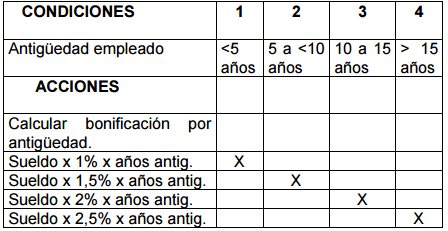 CONDICIONES 1 2 3 4
Antigüedad empleado <5 5 a <10 10 a 15 > 15
años años años años
ACCIONES
Calcular bonificación por
antigüedad.
Sueldo x 1% x años antig. X
Sueldo x 1,5% x años antig. X
Sueldo x 2% x años antig. X
Sueldo x 2,5% x años antig. X